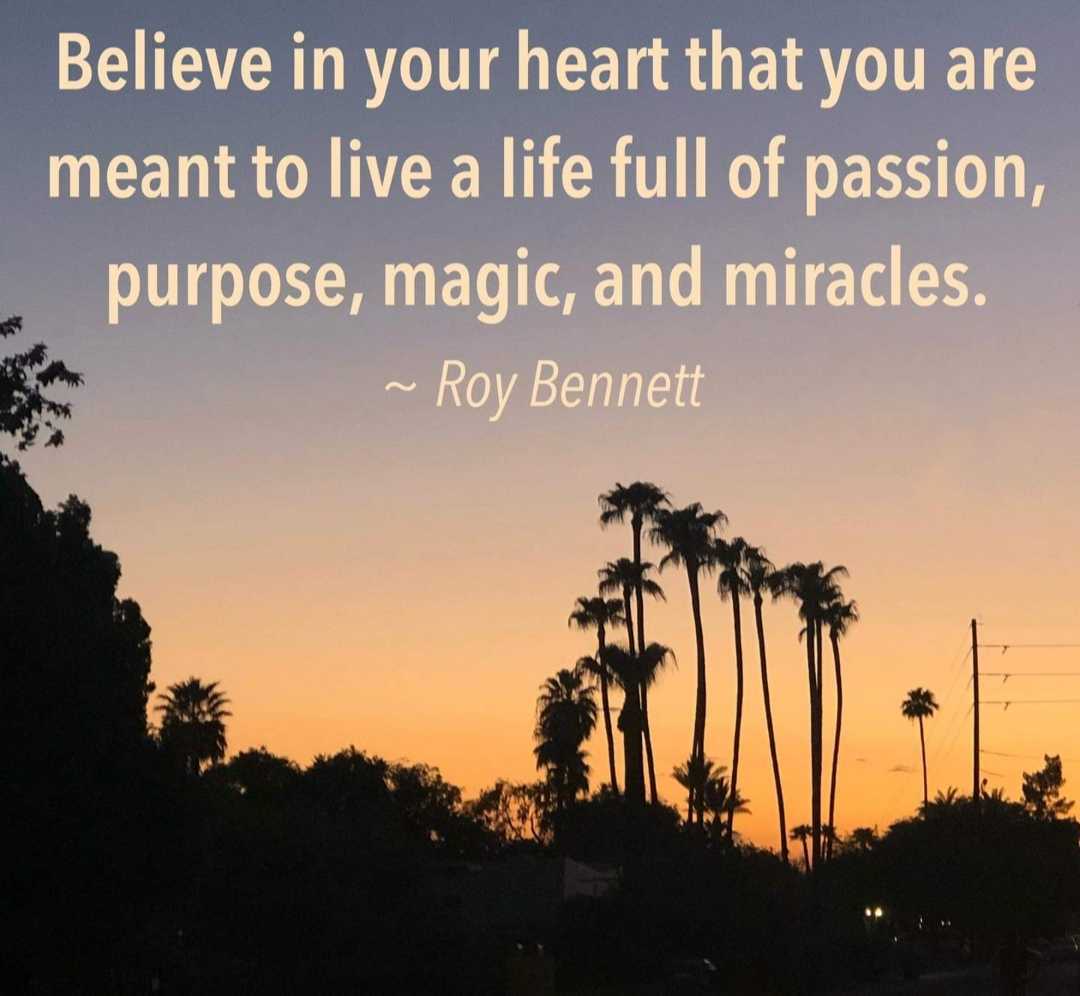 Believe in your heart that you are
meant to live a life full of passion,
purpose, magic, and miracles.
~ Roy Bennett